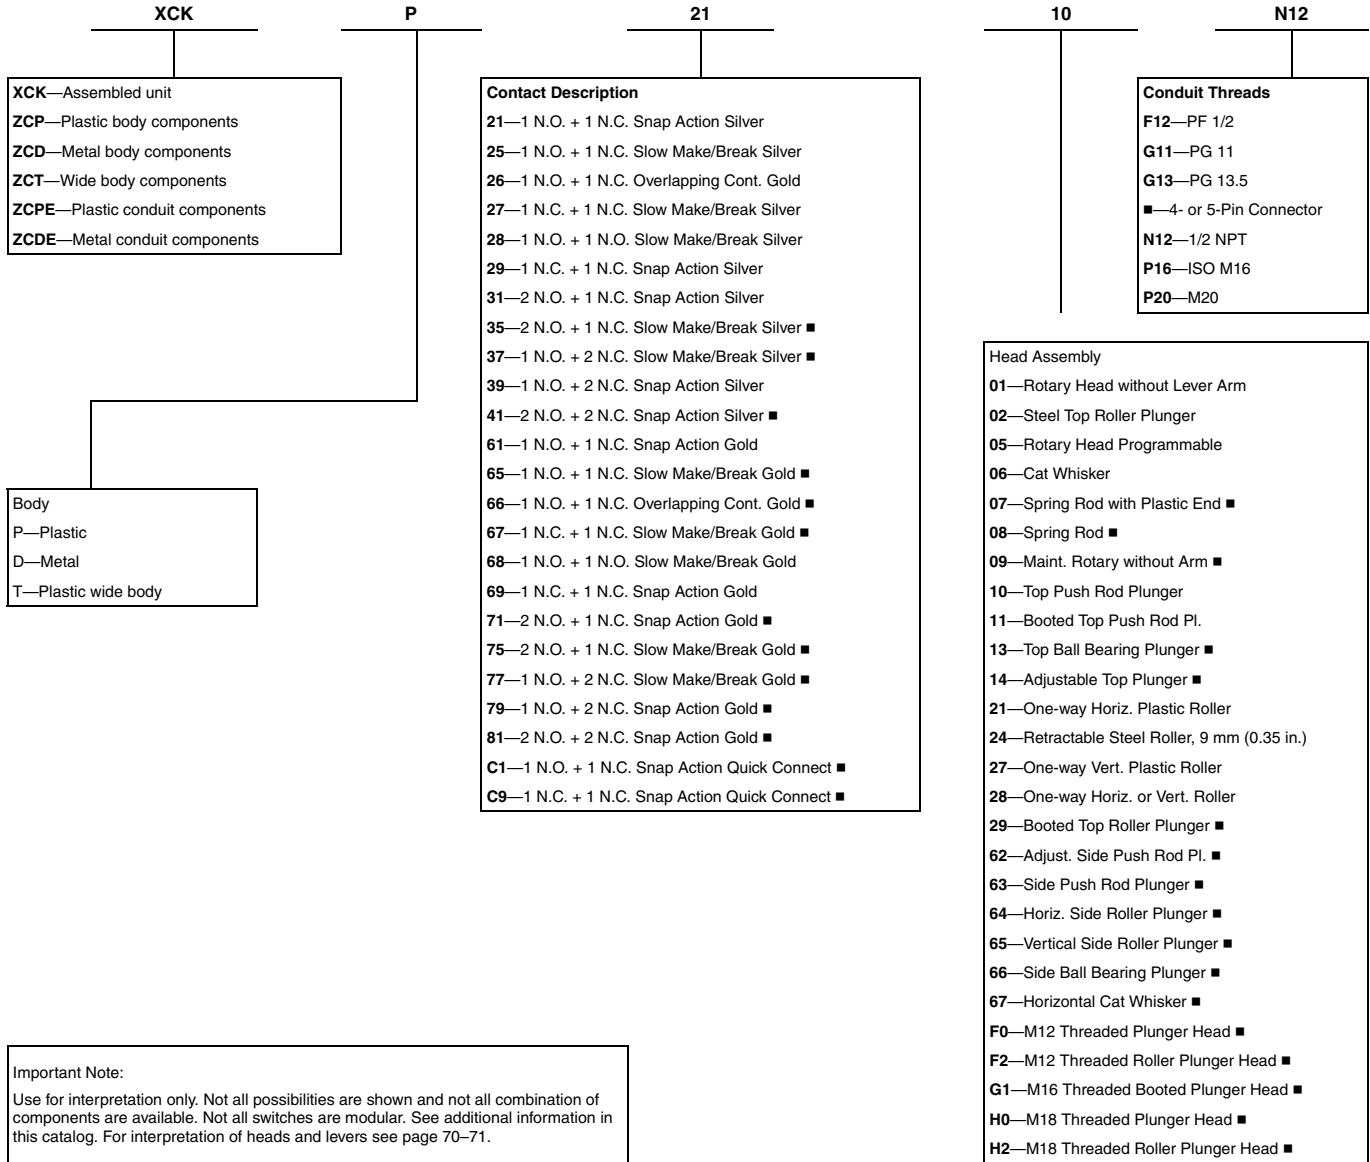 XCK P 21 10 N12
XCK—Assembled unit
ZCP—Plastic body components
ZCD—Metal body components
ZCT—Wide body components
ZCPE—Plastic conduit components
ZCDE—Metal conduit components
Contact Description
21—1 N.O. + 1 N.C. Snap Action Silver
25—1 N.O. + 1 N.C. Slow Make/Break Silver
26—1 N.O. + 1 N.C. Overlapping Cont. Gold
27—1 N.C. + 1 N.C. Slow Make/Break Silver
28—1 N.O. + 1 N.O. Slow Make/Break Silver
29—1 N.C. + 1 N.C. Snap Action Silver
31—2 N.O. + 1 N.C. Snap Action Silver
35—2 N.O. + 1 N.C. Slow Make/Break Silver ■
37—1 N.O. + 2 N.C. Slow Make/Break Silver ■
39—1 N.O. + 2 N.C. Snap Action Silver
41—2 N.O. + 2 N.C. Snap Action Silver ■
61—1 N.O. + 1 N.C. Snap Action Gold
65—1 N.O. + 1 N.C. Slow Make/Break Gold ■
66—1 N.O. + 1 N.C. Overlapping Cont. Gold ■
67—1 N.C. + 1 N.C. Slow Make/Break Gold ■
68—1 N.O. + 1 N.O. Slow Make/Break Gold
69—1 N.C. + 1 N.C. Snap Action Gold
71—2 N.O. + 1 N.C. Snap Action Gold ■
75—2 N.O. + 1 N.C. Slow Make/Break Gold ■
77—1 N.O. + 2 N.C. Slow Make/Break Gold ■
79—1 N.O. + 2 N.C. Snap Action Gold ■
81—2 N.O. + 2 N.C. Snap Action Gold ■
C1—1 N.O. + 1 N.C. Snap Action Quick Connect ■
C9—1 N.C. + 1 N.C. Snap Action Quick Connect ■
Conduit Threads
F12—PF 1/2
G11—PG 11
G13—PG 13.5
■—4- or 5-Pin Connector
N12—1/2 NPT
P16—ISO M16
P20—M20
Body
P—Plastic
D—Metal
T—Plastic wide body
Head Assembly
01—Rotary Head without Lever Arm
02—Steel Top Roller Plunger
05—Rotary Head Programmable
06—Cat Whisker
07—Spring Rod with Plastic End ■
08—Spring Rod ■
09—Maint. Rotary without Arm ■
10—Top Push Rod Plunger
11—Booted Top Push Rod Pl.
13—Top Ball Bearing Plunger ■
14—Adjustable Top Plunger ■
21—One-way Horiz. Plastic Roller
24—Retractable Steel Roller, 9 mm (0.35 in.)
27—One-way Vert. Plastic Roller
28—One-way Horiz. or Vert. Roller
29—Booted Top Roller Plunger ■
62—Adjust. Side Push Rod Pl. ■
63—Side Push Rod Plunger ■
64—Horiz. Side Roller Plunger ■
65—Vertical Side Roller Plunger ■
66—Side Ball Bearing Plunger ■
67—Horizontal Cat Whisker ■
F0—M12 Threaded Plunger Head ■
F2—M12 Threaded Roller Plunger Head ■
G1—M16 Threaded Booted Plunger Head ■
H0—M18 Threaded Plunger Head ■
H2—M18 Threaded Roller Plunger Head ■
Important Note:
Use for interpretation only. Not all possibilities are shown and not all combination of
components are available. Not all switches are modular. See additional information in
this catalog. For interpretation of heads and levers see page 70–71.